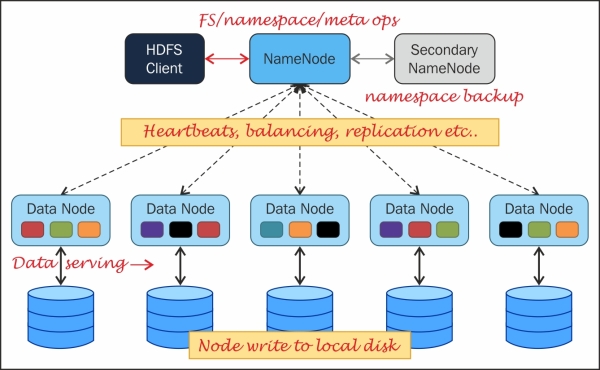 FS/namespace/meta ops
HDFS
Client
NameNode
Secondary
NameNode
namespace backup
Heartbeats, balancing, replication etc..
Data Node
Data Node
Data Node
Data Node
Data Node
Data serving
Node write to local disk